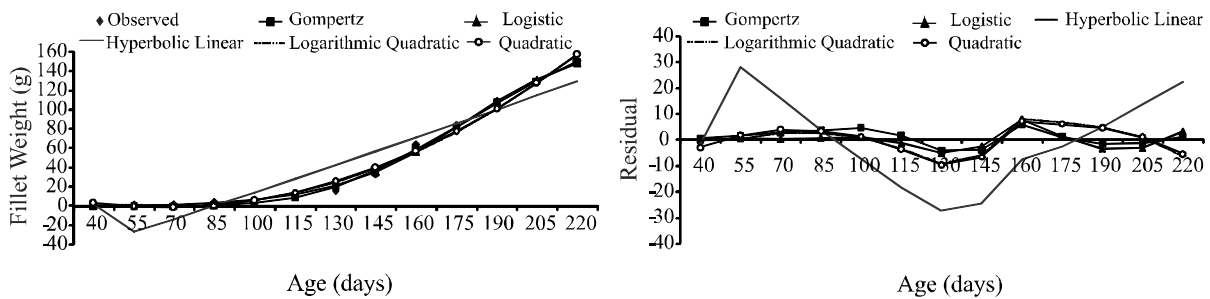 Observed Gompertz Logistic
Hyperbolic Linear Logarithmic Quadratic Quadratic
160
140
120
100
80
60
40
20
0
-20
-40
Fillet Weight (g)
40 55 70 85 100 115 130 145 160 175 190 205 220
Age (days)
Gompertz Logistic Hyperbolic Linear
Logarithmic Quadratic Quadratic
40
30
20
10
0
-10
-20
-30
-40
Residual
40 55 70 85 100 115 130 145 160 175 190 205 220
Age (days)